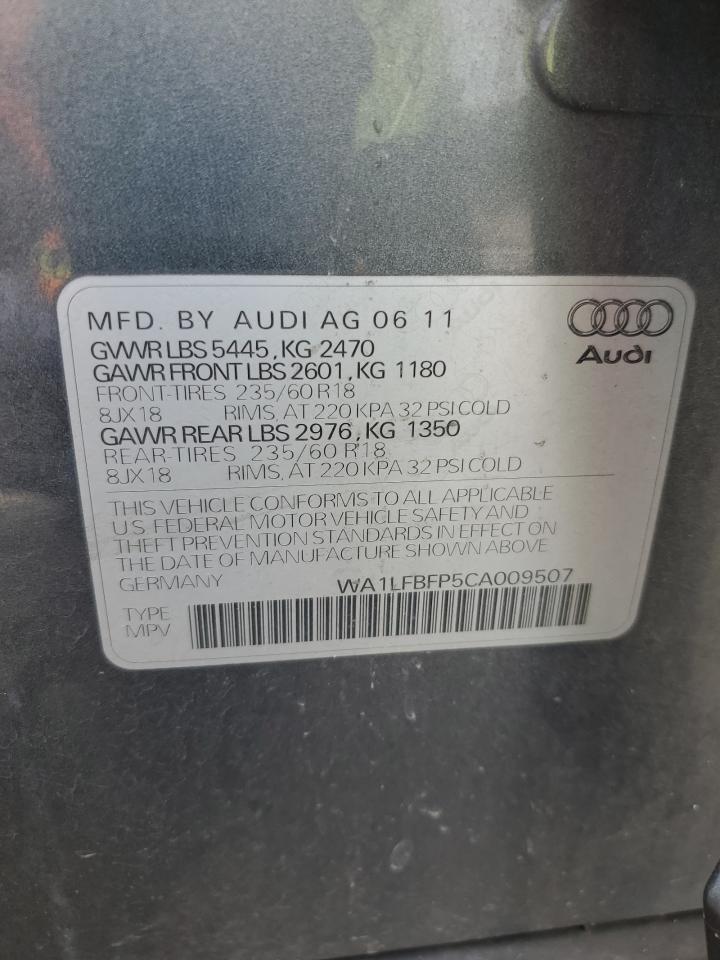 MFD. BY AUDI AG 06 11
GVWR LBS 5445, KG 2470
GAWR FRONT LBS 2601, KG 1180
FRONT-TIRES 235/60 R18
8JX18 RIMS, AT 220 KPA 32 PSI COLD
GAWR REAR LBS 2976, KG 1350
REAR-TIRES 235/60 R18
8JX18 RIMS, AT 220 KPA 32 PSI COLD
Audi
THIS VEHICLE CONFORMS TO ALL APPLICABLE
U.S. FEDERAL MOTOR VEHICLE SAFETY AND
THEFT PREVENTION STANDARDS IN EFFECT ON
THE DATE OF MANUFACTURE SHOWN ABOVE
GERMANY WA1LFBFP5CA009507
TYPE
MPV